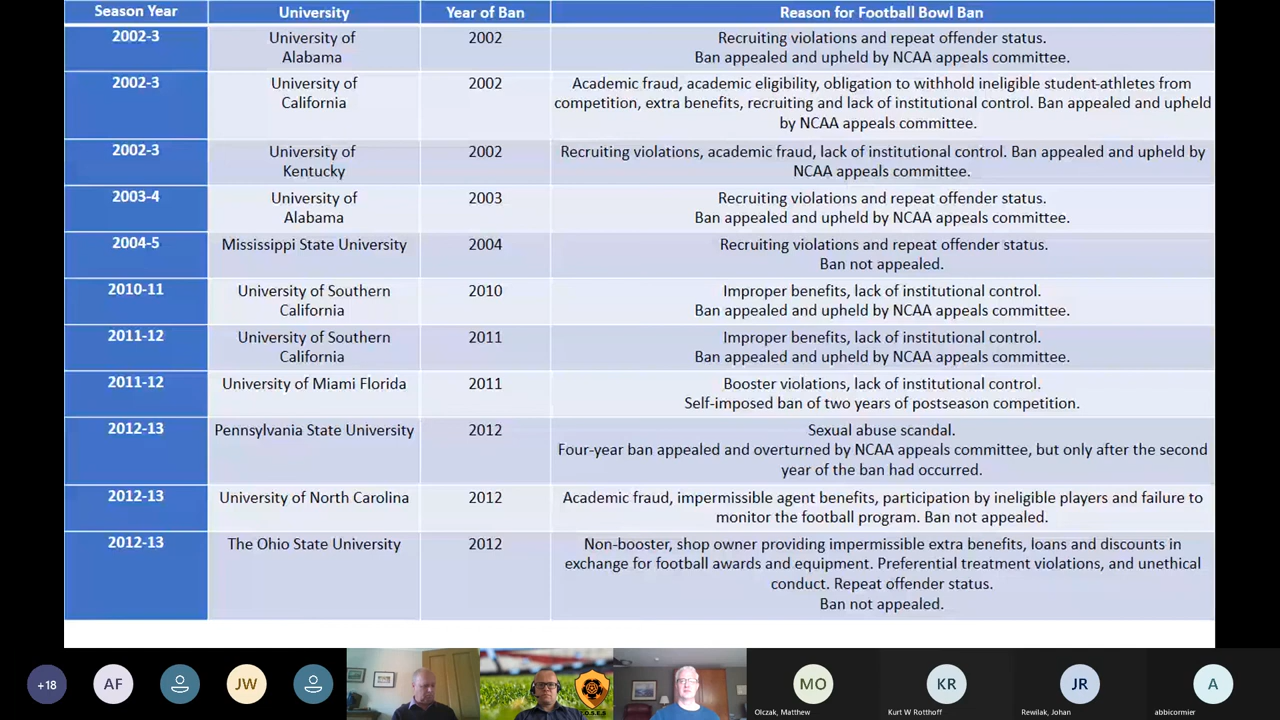 Season Year University Year of Ban Reason for Football Bowl Ban
2002-3 University of 2002 Recruiting violations and repeat offender status.
Alabama Ban appealed and upheld by NCAA appeals committee.
2002-3 University of 2002 Academic fraud, academic eligibility, obligation to withhold ineligible student-athletes from
California competition, extra benefits, recruiting and lack of institutional control. Ban appealed and upheld
by NCAA appeals committee.
2002-3 University of 2002 Recruiting violations, academic fraud, lack of institutional control. Ban appealed and upheld by
Kentucky NCAA appeals committee.
2003-4 University of 2003 Recruiting violations and repeat offender status.
Alabama Ban appealed and upheld by NCAA appeals committee.
2004-5 Mississippi State University 2004 Recruiting violations and repeat offender status.
Ban not appealed.
2010-11 University of Southern 2010 Improper benefits, lack of institutional control.
California Ban appealed and upheld by NCAA appeals committee.
2011-12 University of Southern 2011 Improper benefits, lack of institutional control.
California Ban appealed and upheld by NCAA appeals committee.
2011-12 University of Miami Florida 2011 Booster violations, lack of institutional control.
Self-imposed ban of two years of postseason competition.
2012-13 Pennsylvania State University 2012 Sexual abuse scandal.
Four-year ban appealed and overturned by NCAA appeals committee, but only after the second
year of the ban had occurred.
2012-13 University of North Carolina 2012 Academic fraud, impermissible agent benefits, participation by ineligible players and failure to
monitor the football program. Ban not appealed.
2012-13 The Ohio State University 2012 Non-booster, shop owner providing impermissible extra benefits, loans and discounts in
exchange for football awards and equipment. Preferential treatment violations, and unethical
conduct. Repeat offender status.
Ban not appealed.
+18 AF JW MO KR JR A
Olczak, Matthew Kurt W Rotthoff Rewilak, Johan abbicormier